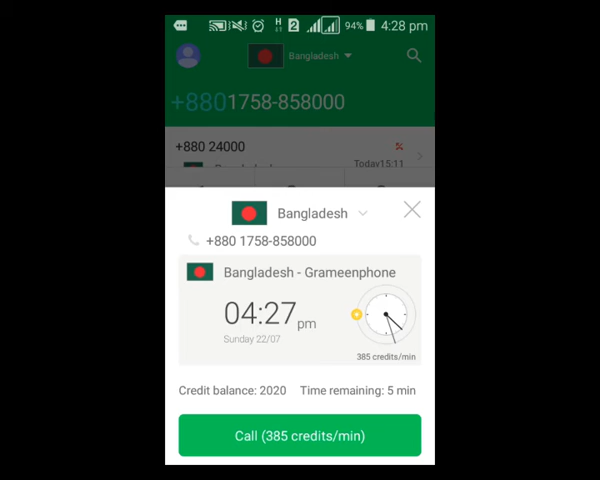 94% 4:28 pm
Bangladesh
+8801758-858000
+880 24000
Today15:11
Bangladesh
+880 1758-858000
Bangladesh - Grameenphone
04:27 pm
Sunday 22/07
385 credits/min
Credit balance: 2020 Time remaining: 5 min
Call (385 credits/min)